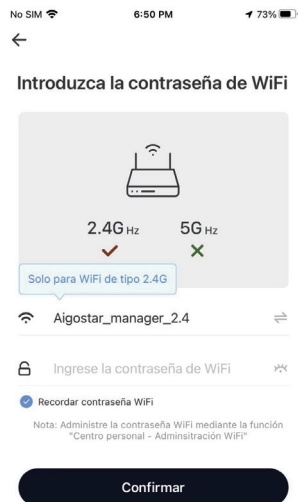 No SIM 6:50 PM 73%
Introduzca la contraseña de WiFi
2.4G Hz 5G Hz
Solo para WiFi de tipo 2.4G
Aigostar_manager_2.4
Ingrese la contraseña de WiFi
Recordar contraseña WiFi
Nota: Administre la contraseña WiFi mediante la función
"Centro personal - Adminsitración WiFi"
Confirmar